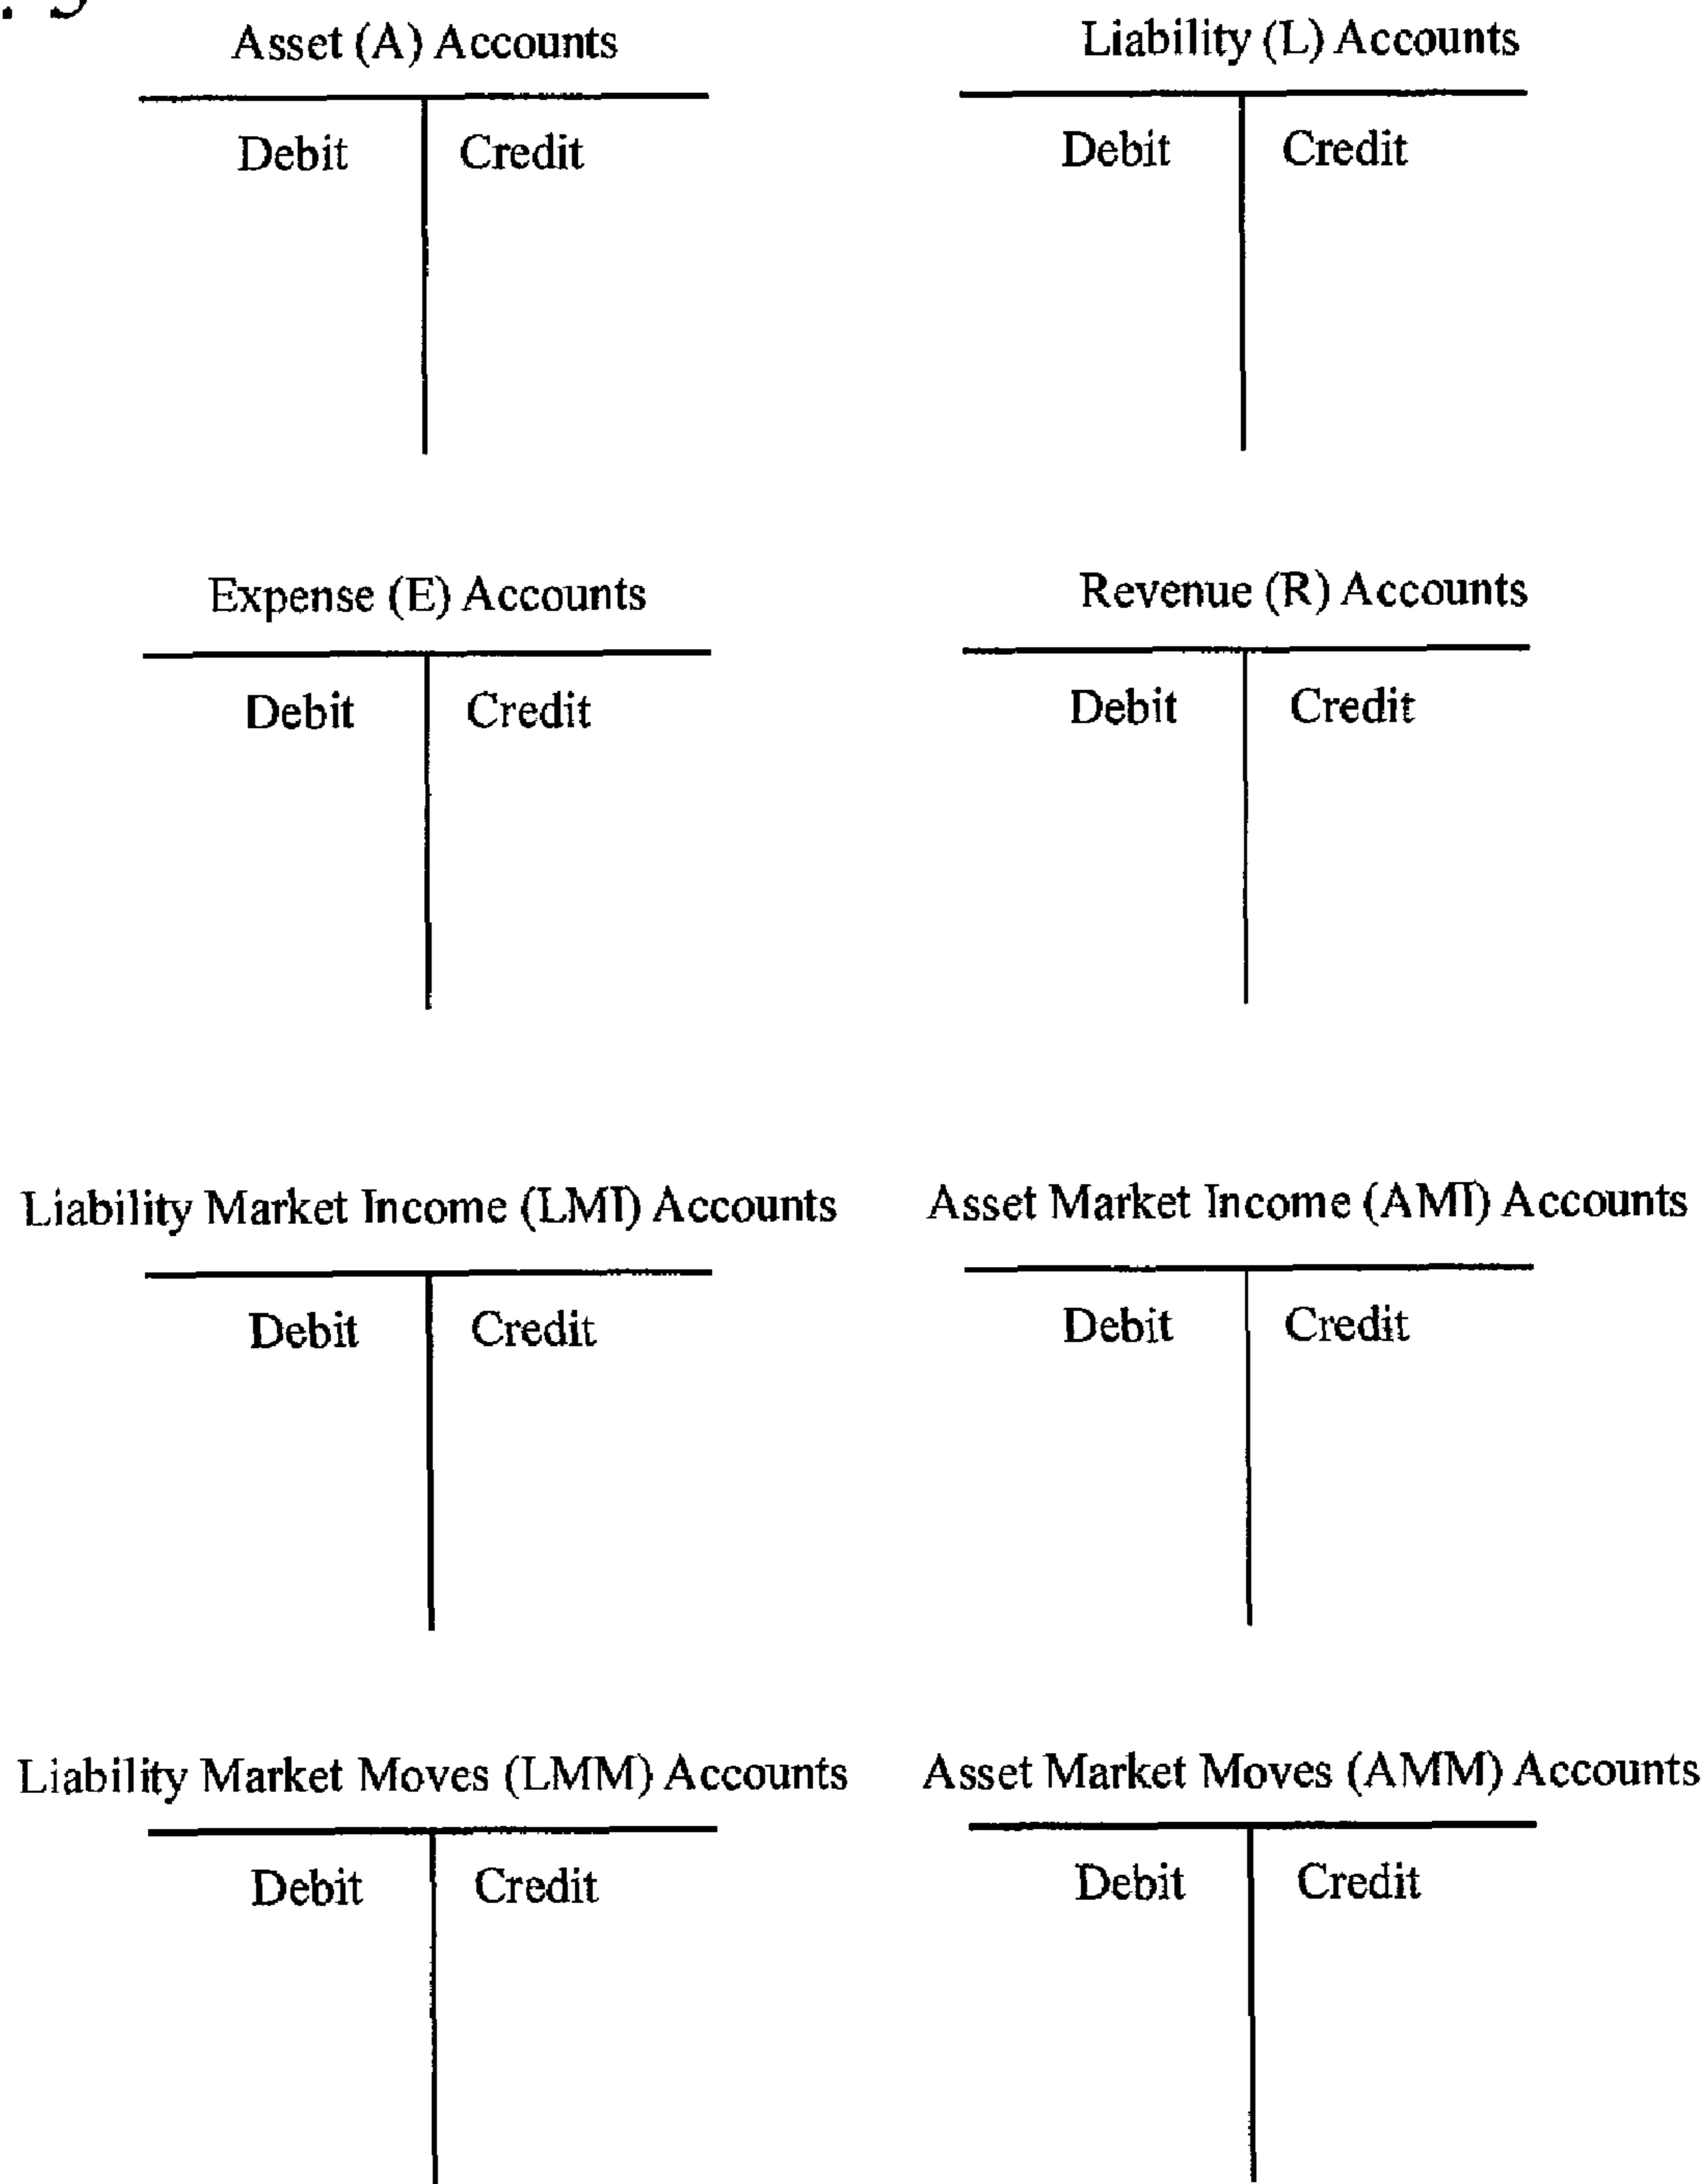 Asset (A) Accounts
Liability (L) Accounts
Debit
Credit
Debit
Credit
Expense (E) Accounts
Revenue (R) Accounts
Debit
Credit
Debit
Credit
Liability Market Income (LMI) Accounts
Asset Market Income (AMI) Accounts
Debit
Credit
Debit
Credit
Liability Market Moves (LMM) Accounts
Asset Market Moves (AMM) Accounts
Debit
Credit
Debit
Credit